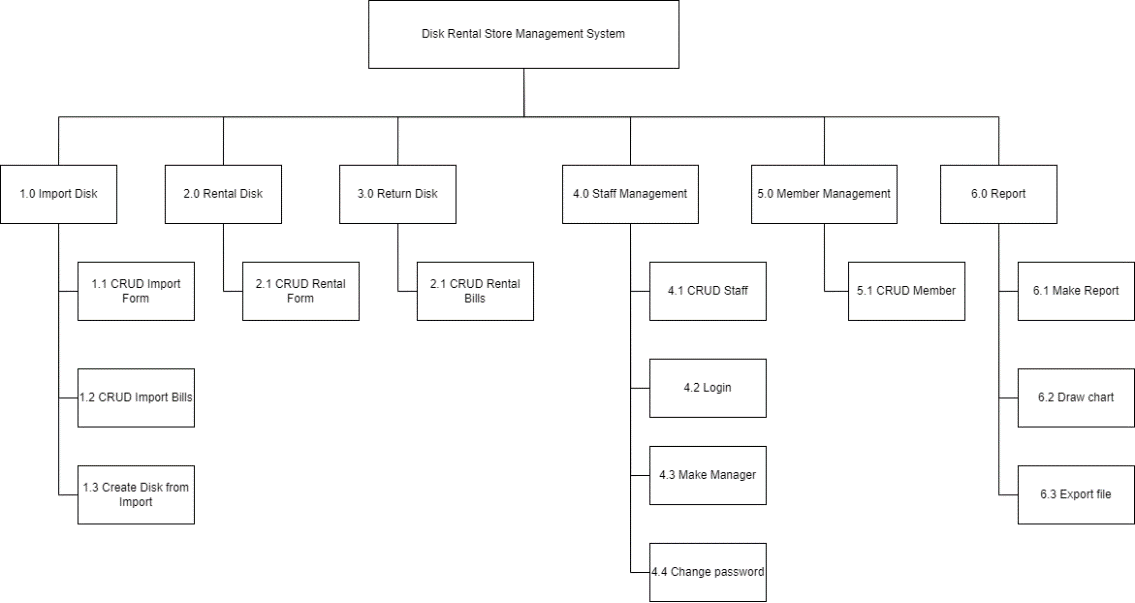 Disk Rental Store Management System
1.0 Import Disk
2.0 Rental Disk
3.0 Return Disk
4.0 Staff Management
5.0 Member Management
6.0 Report
1.1 CRUD Import
Form
2.1 CRUD Rental
Form
2.1 CRUD Rental
Bills
4.1 CRUD Staff
5.1 CRUD Member
6.1 Make Report
1.2 CRUD Import Bills
4.2 Login
6.2 Draw chart
4.3 Make Manager
1.3 Create Disk from
Import
6.3 Export file
4.4 Change password